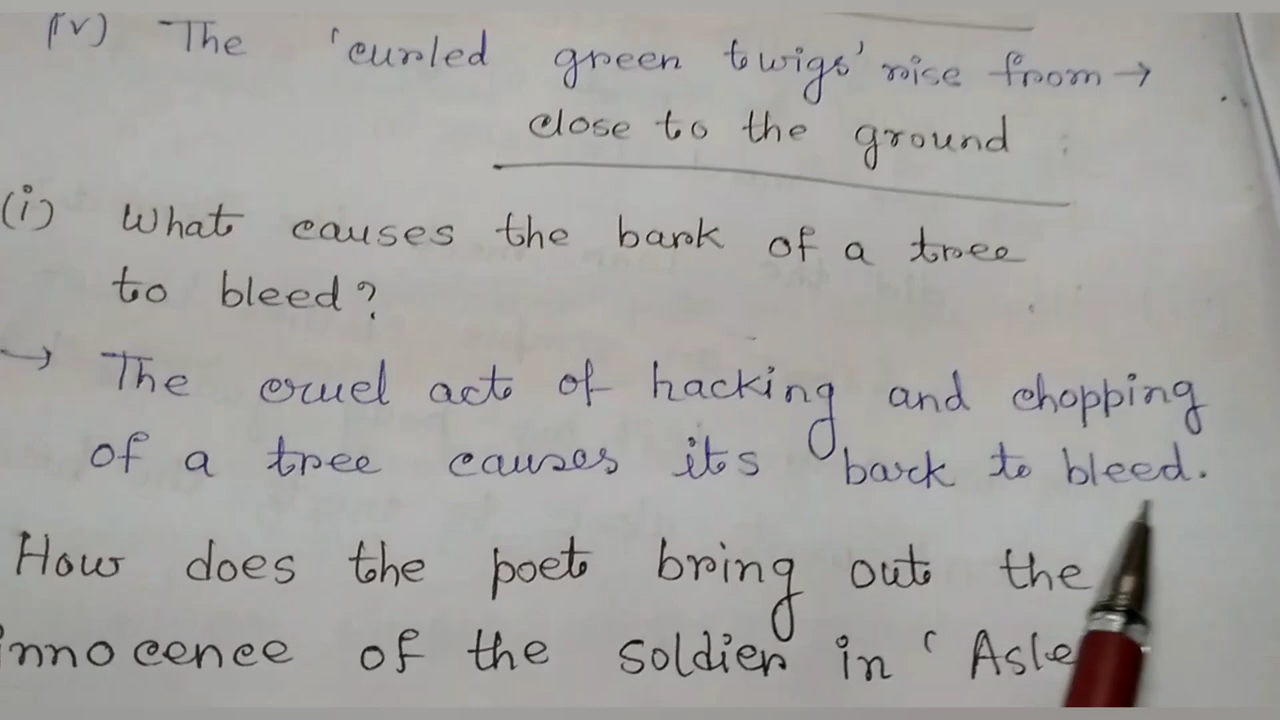 (iv) The 'curled green twigs' rise from →
close to the ground
(i) What causes the bark of a tree
to bleed?
→ The cruel act of hacking and chopping
of a tree causes its bark to bleed.
How does the poet bring out the
innocence of the soldier in ' Asle